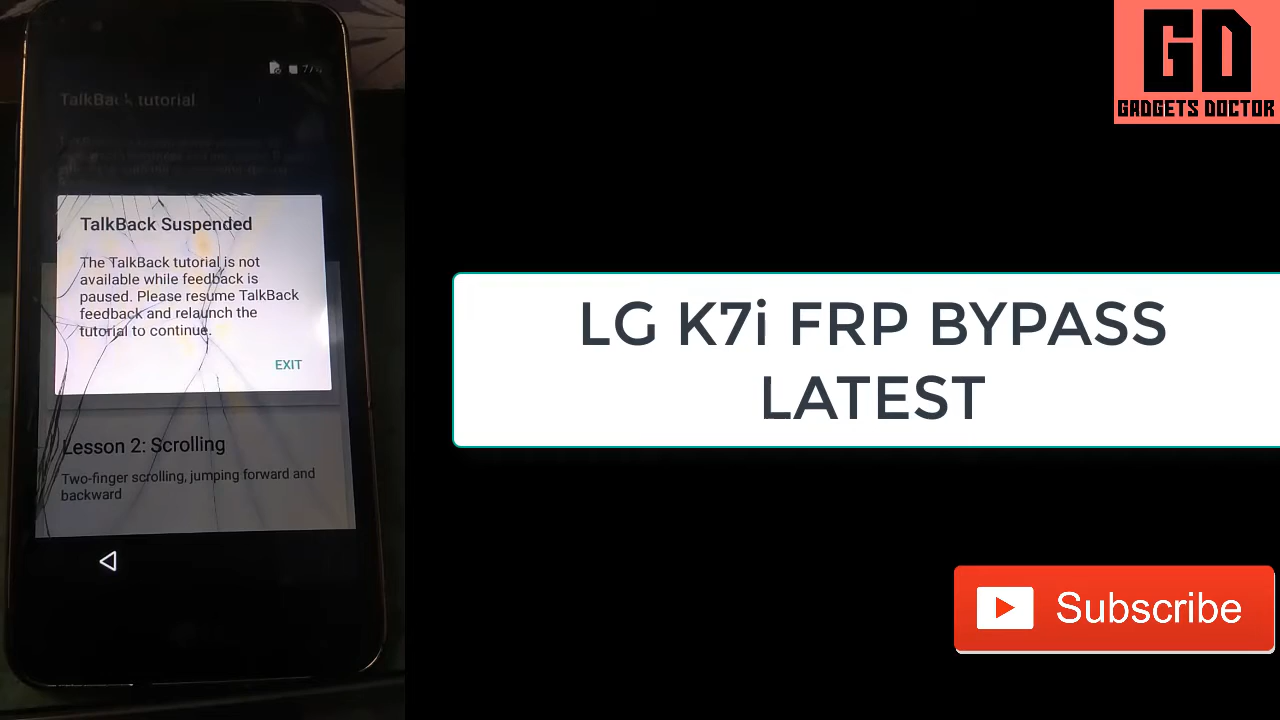 7%
TalkBack tutorial
TalkBack Suspended
The TalkBack tutorial is not
available while feedback is
paused. Please resume TalkBack
feedback and relaunch the
tutorial to continue.
EXIT
Lesson 2: Scrolling
Two-finger scrolling, jumping forward and
backward
GD
GADGETS DOCTOR
LG K7i FRP BYPASS
LATEST
Subscribe